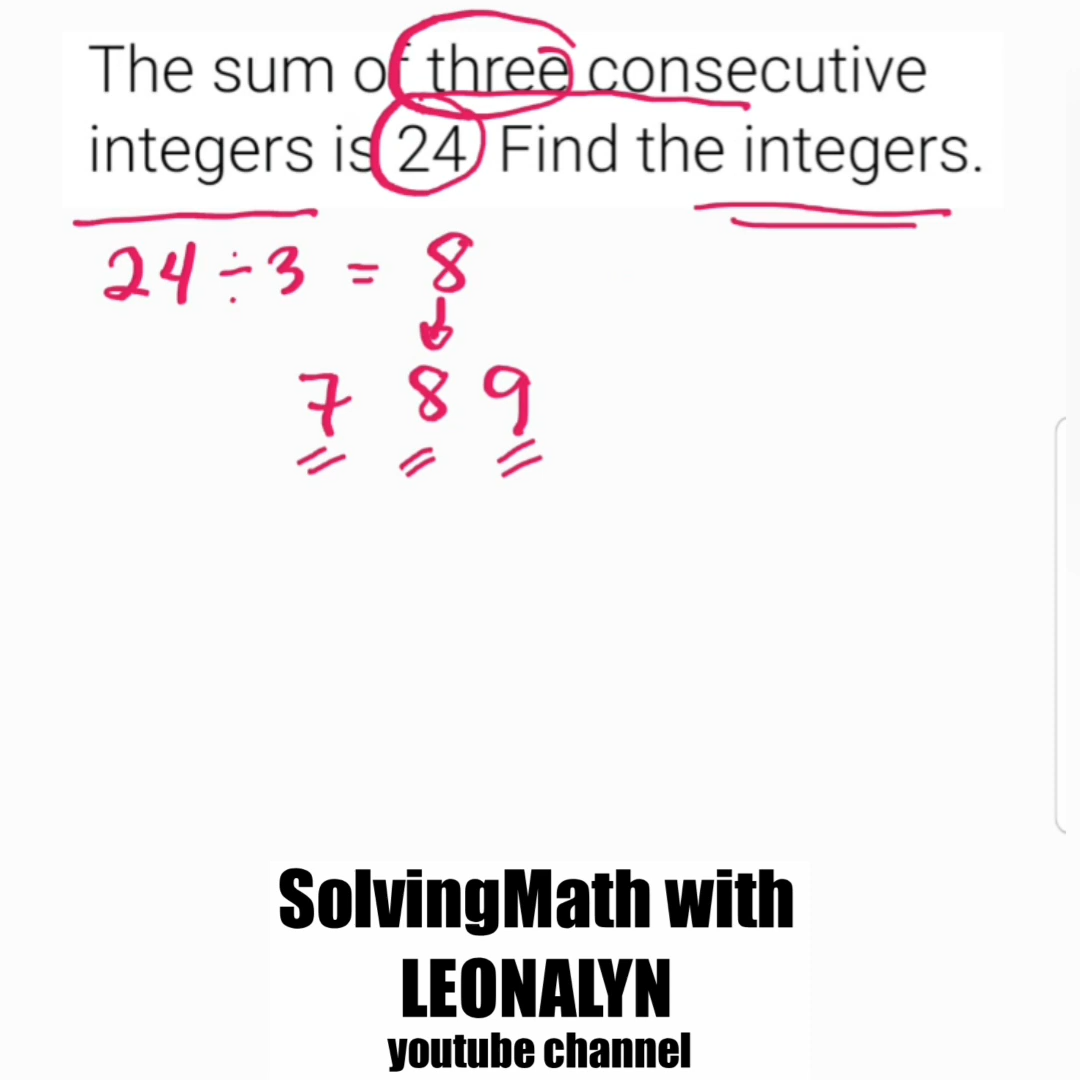 The sum of three consecutive
integers is 24 Find the integers.
24 ÷ 3 = 8
7 8 9
SolvingMath with
LEONALYN
youtube channel